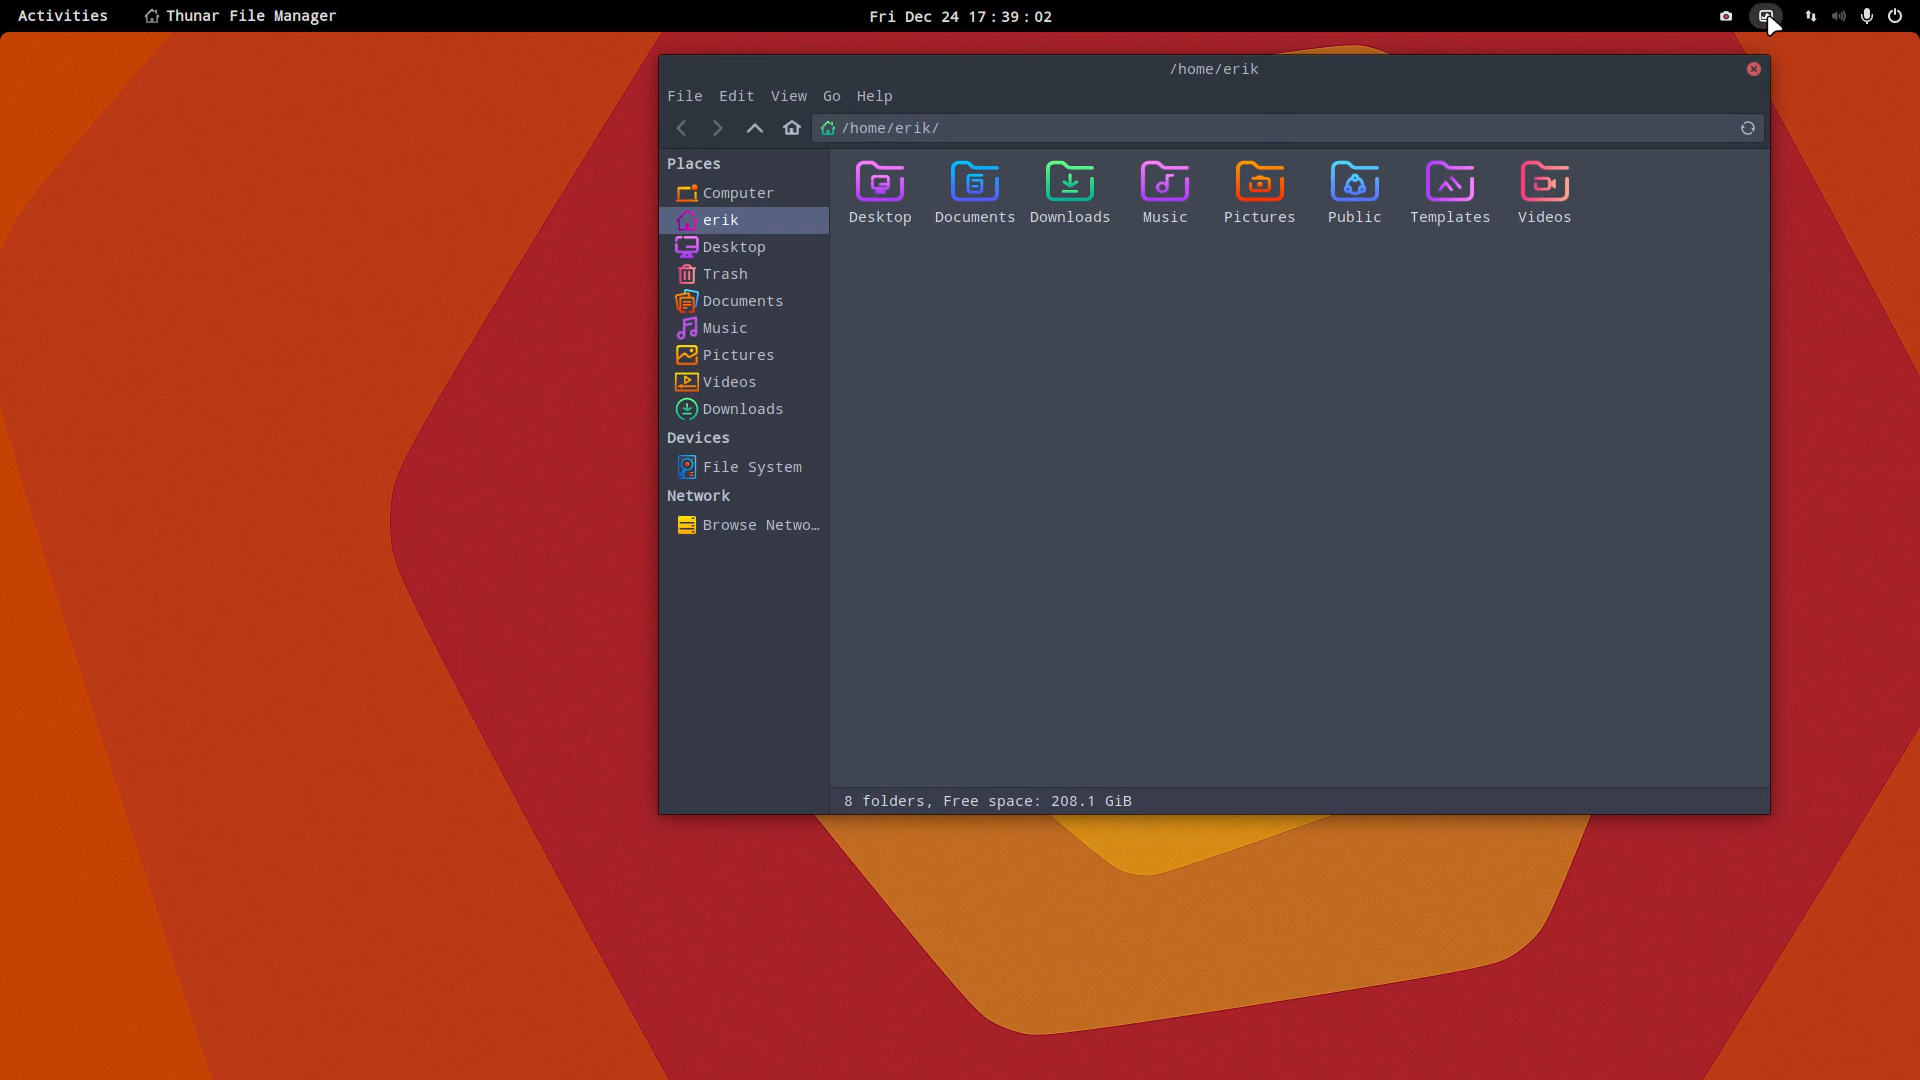 Activities
Thunar File Manager
Fri Dec 24 17:39:02
/home/erik
File Edit View Go Help
/home/erik/
Places
Computer
erik
Desktop
Trash
Documents
Music
Pictures
Videos
Downloads
Devices
File System
Network
Browse Netwo…
Desktop
Documents
Downloads
Music
Pictures
Public
Templates
Videos
8 folders, Free space: 208.1 GiB